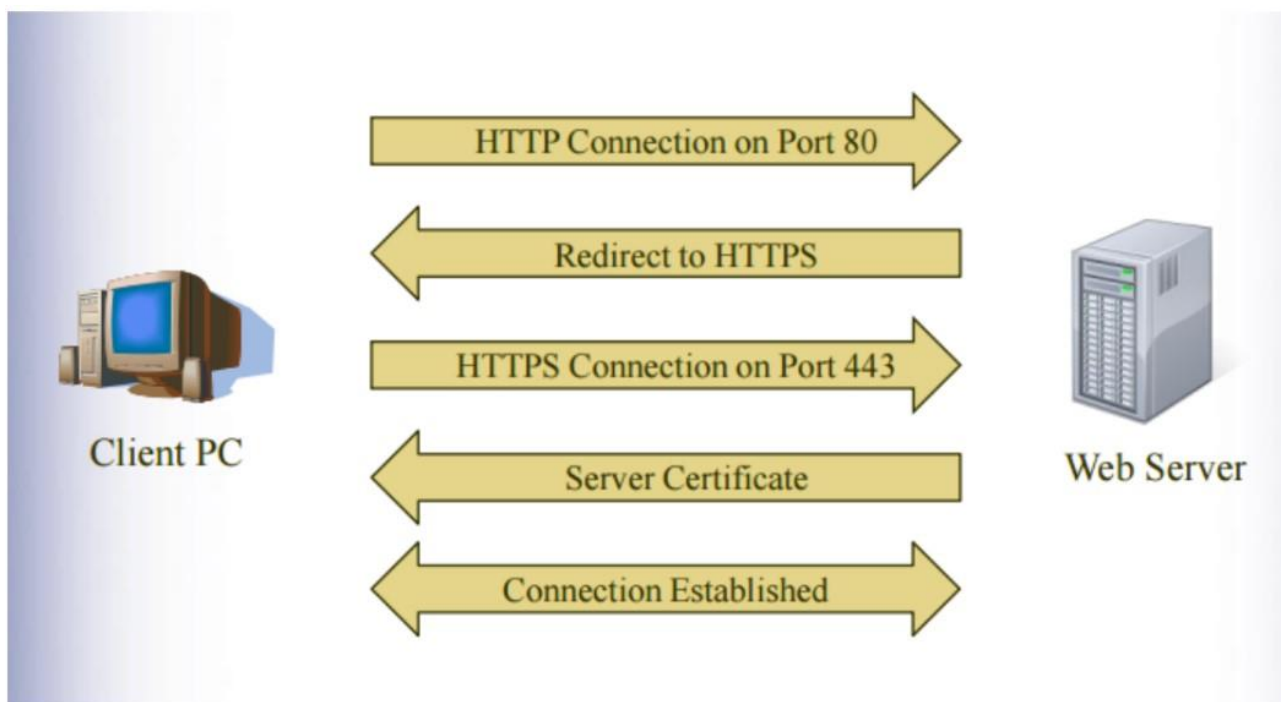 HTTP Connection on Port 80
Redirect to HTTPS
HTTPS Connection on Port 443
Client PC
Server Certificate
Web Server
Connection Established